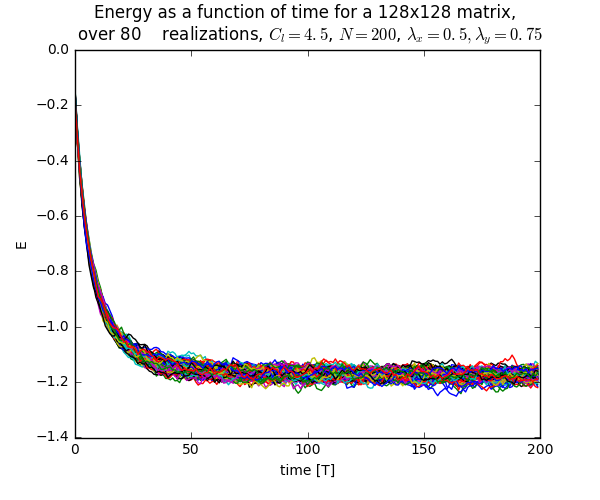 Energy as a function of time for a 128x128 matrix,
over 80 realizations, $C_l = 4.5$, $N = 200$, $\lambda_x = 0.5, \lambda_y = 0.75$
0.0
−0.2
−0.4
−0.6
−0.8
−1.0
−1.2
−1.4
E
0 50 100 150 200
time [T]